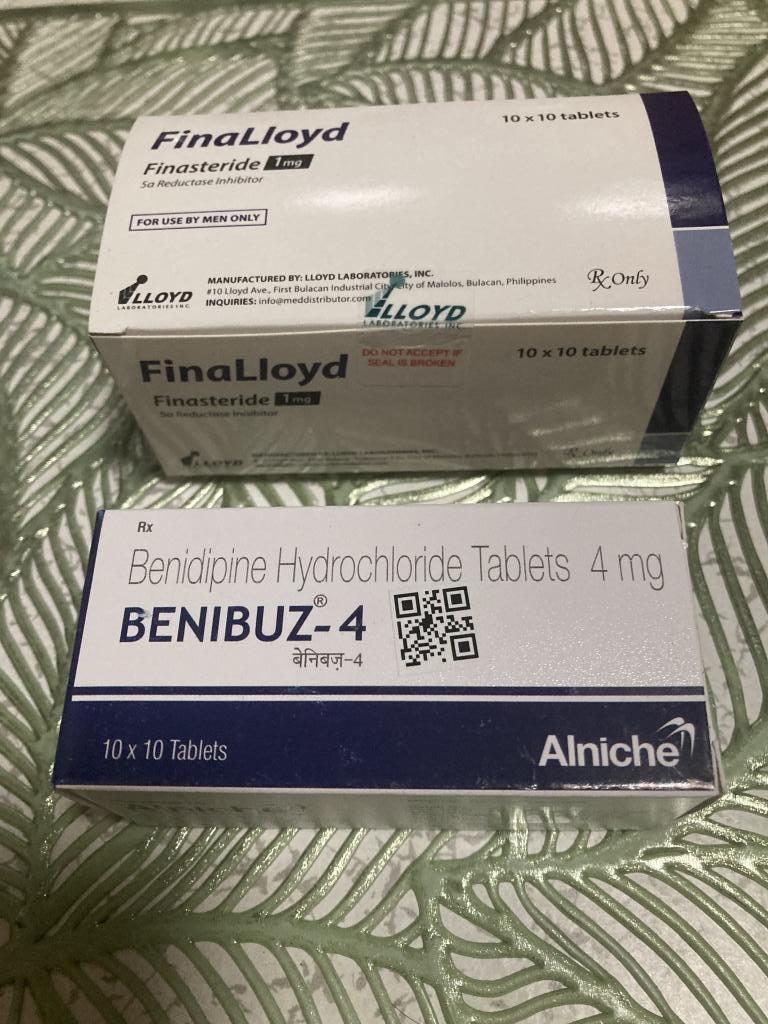 FinaLloyd
10 x 10 tablets
Finasteride 1mg
5a Reductase Inhibitor
FOR USE BY MEN ONLY
LLOYD
LABORATORIES INC.
MANUFACTURED BY: LLOYD LABORATORIES, INC.
#10 Lloyd Ave., First Bulacan Industrial City, City of Malolos, Bulacan, Philippines
INQUIRIES: info@meddistributor.com
Rx Only
LLOYD
LABORATORIES INC.
DO NOT ACCEPT IF
SEAL IS BROKEN
FinaLloyd
10 x 10 tablets
Finasteride 1mg
5a Reductase Inhibitor
LLOYD
Rx Only
Rx
Benidipine Hydrochloride Tablets 4 mg
BENIBUZ®-4
बेनिबज़-4
10 x 10 Tablets
Alniche